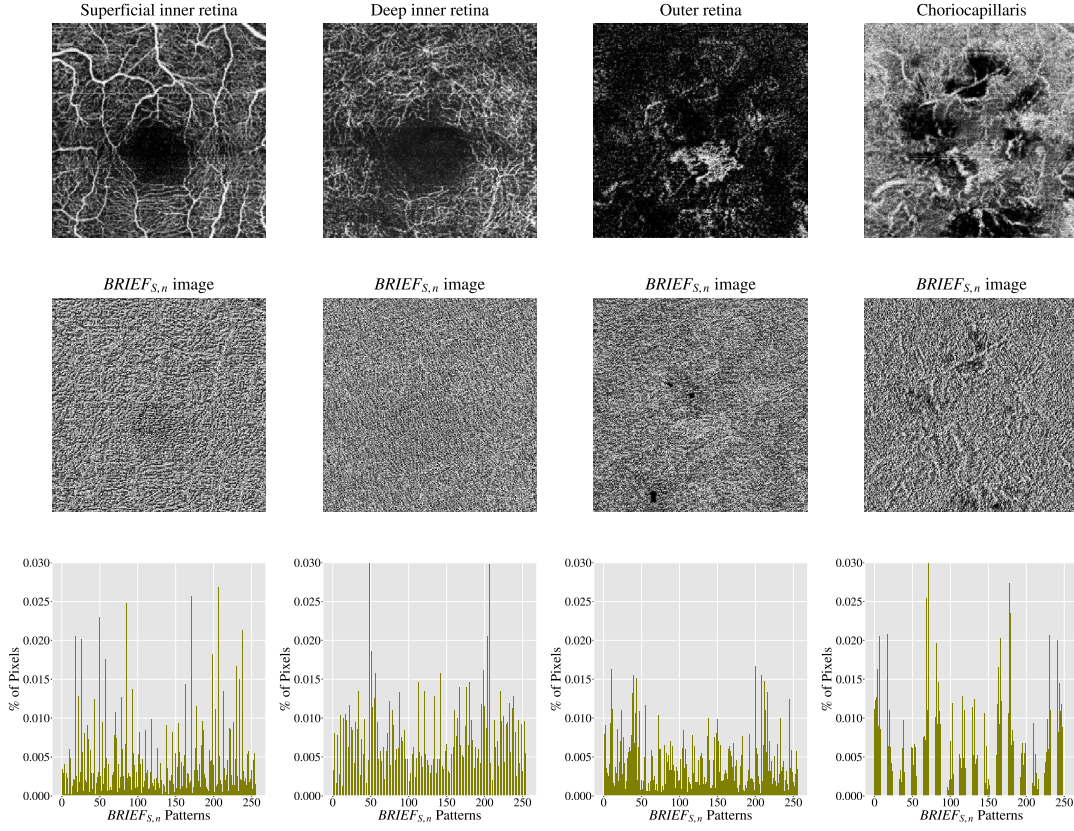 Superficial inner retina
Deep inner retina
Outer retina
Choriocapillaris
BRIEF_{S,n} image
BRIEF_{S,n} image
BRIEF_{S,n} image
BRIEF_{S,n} image
% of Pixels
0.030
0.025
0.020
0.015
0.010
0.005
0.000
0 50 100 150 200 250
BRIEF_{S,n} Patterns
% of Pixels
0.030
0.025
0.020
0.015
0.010
0.005
0.000
0 50 100 150 200 250
BRIEF_{S,n} Patterns
% of Pixels
0.030
0.025
0.020
0.015
0.010
0.005
0.000
0 50 100 150 200 250
BRIEF_{S,n} Patterns
% of Pixels
0.030
0.025
0.020
0.015
0.010
0.005
0.000
0 50 100 150 200 250
BRIEF_{S,n} Patterns